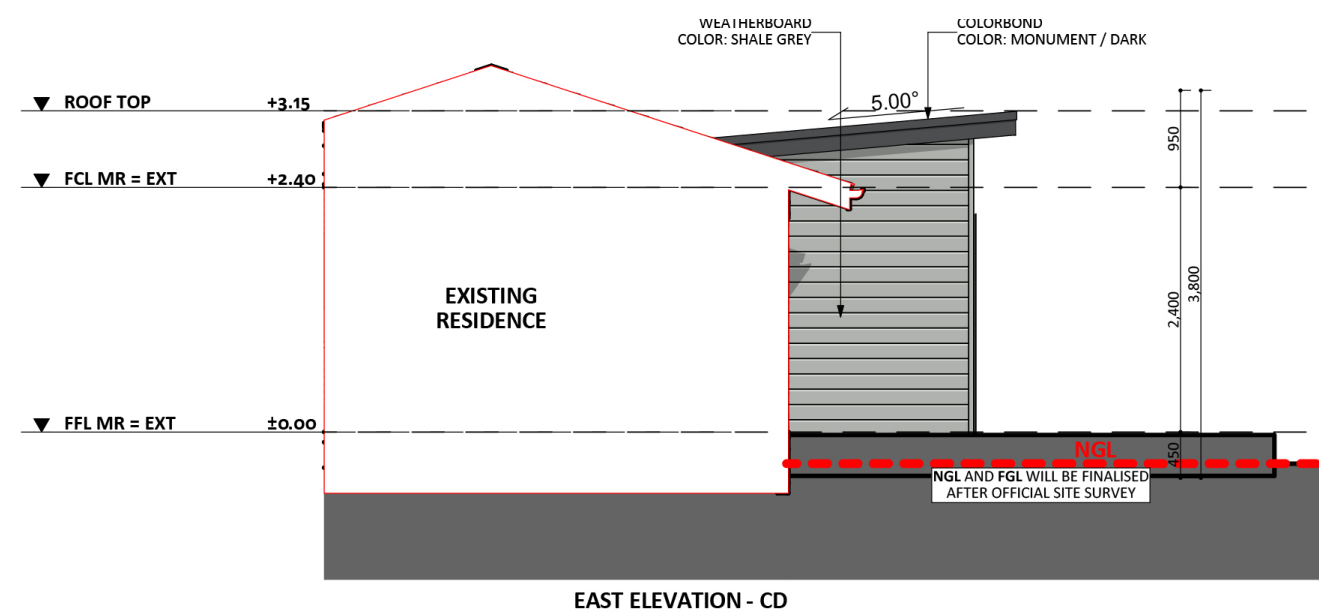 WEATHERBOARD
COLOR: SHALE GREY
COLORBOND
COLOR: MONUMENT / DARK
ROOF TOP +3.15
5.00°
950
FCL MR = EXT +2.40
EXISTING
RESIDENCE
2,400
3,800
FFL MR = EXT ±0.00
NGL
450
NGL AND FGL WILL BE FINALISED
AFTER OFFICIAL SITE SURVEY
EAST ELEVATION - CD